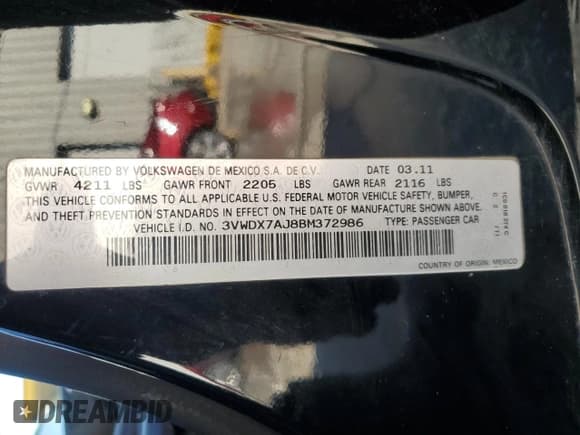 MANUFACTURED BY VOLKSWAGEN DE MEXICO S.A. DE C.V. DATE 03.11
GVWR 4211 LBS GAWR FRONT 2205 LBS GAWR REAR 2116 LBS
THIS VEHICLE CONFORMS TO ALL APPLICABLE U.S. FEDERAL MOTOR VEHICLE SAFETY, BUMPER,
AND THEFT PREVENTION STANDARDS IN EFFECT ON THE DATE OF MANUFACTURE SHOWN ABOVE.
VEHICLE I.D. NO. 3VWDX7AJ8BM372986 TYPE: PASSENGER CAR
COUNTRY OF ORIGIN: MEXICO
DREAMBID